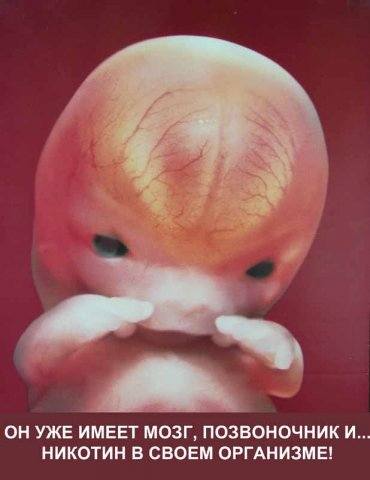 ОН УЖЕ ИМЕЕТ МОЗГ, ПОЗВОНОЧНИК И...
НИКОТИН В СВОЕМ ОРГАНИЗМЕ!